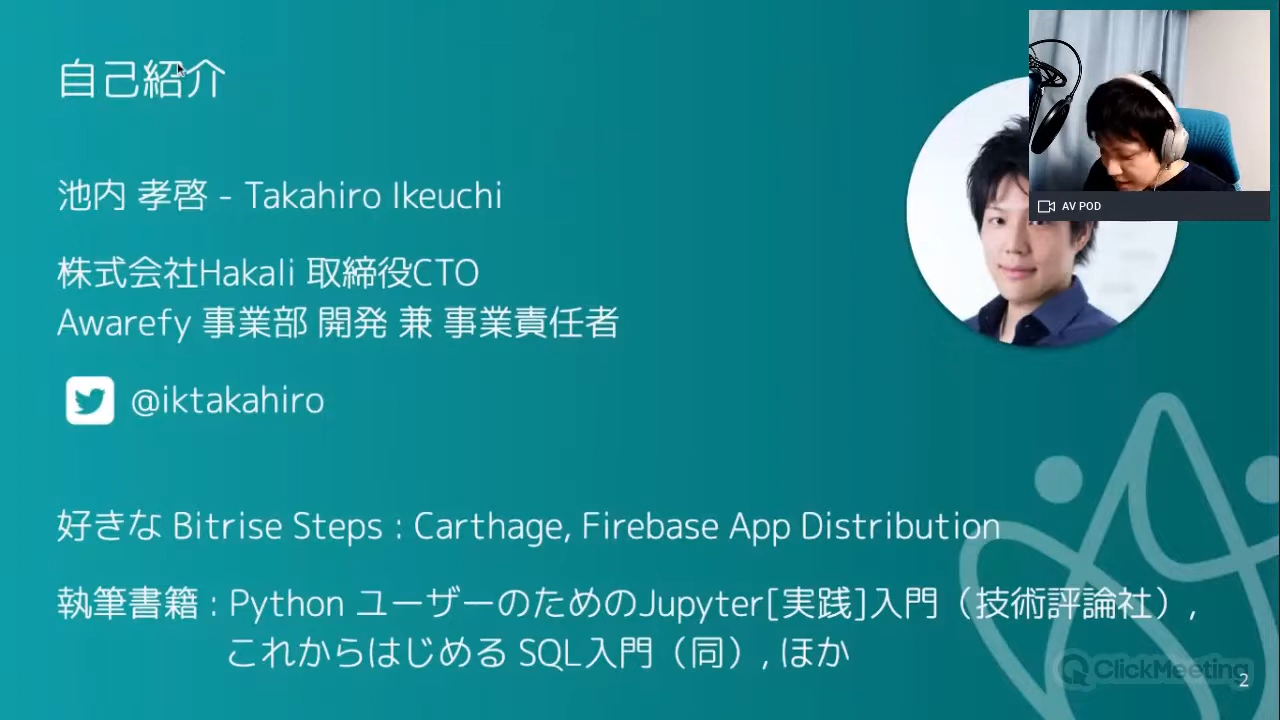 自己紹介
AV POD
池内 孝啓 - Takahiro Ikeuchi
株式会社Hakali 取締役CTO
Awarefy 事業部 開発 兼 事業責任者
@iktakahiro
好きな Bitrise Steps : Carthage, Firebase App Distribution
執筆書籍 : Python ユーザーのためのJupyter[実践]入門（技術評論社）,
これからはじめる SQL入門（同）, ほか
ClickMeeting
2